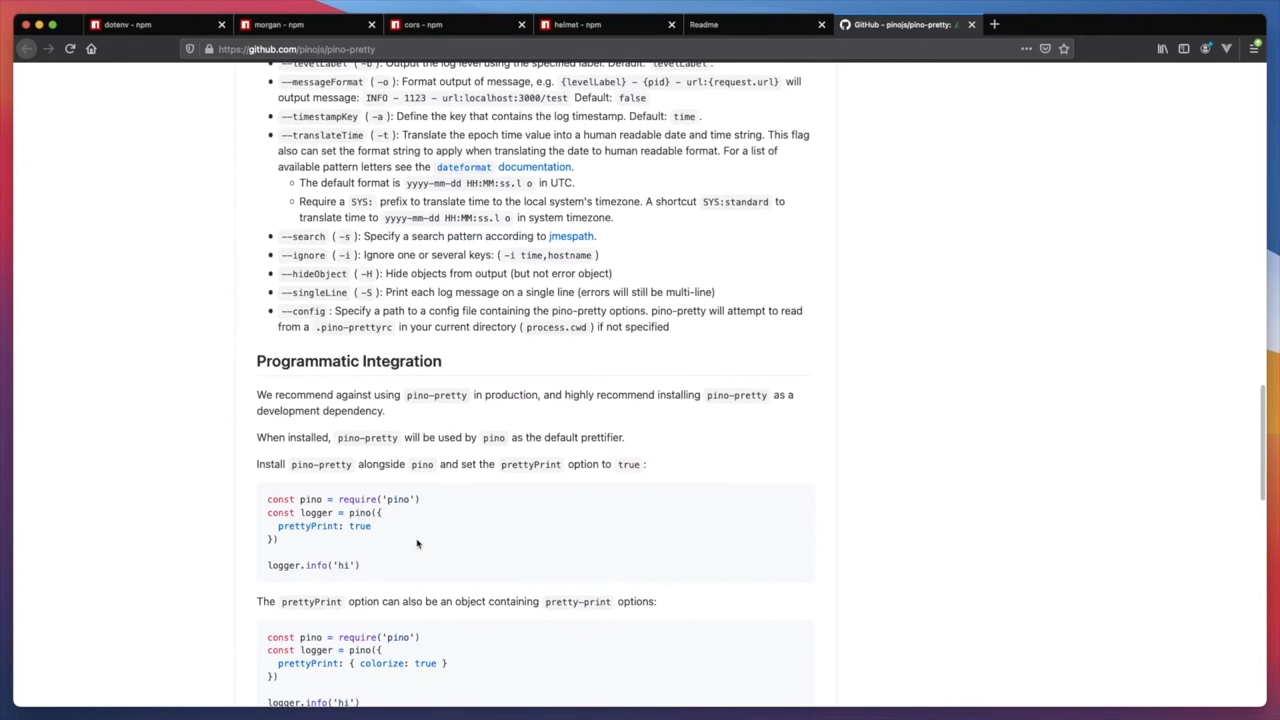 dotenv - npm
morgan - npm
cors - npm
helmet - npm
Readme
GitHub - pinojs/pino-pretty:
https://github.com/pinojs/pino-pretty
--levelLabel (-b): Output the log level using the specified label. Default: levelLabel.
--messageFormat (-o): Format output of message, e.g. {levelLabel} - {pid} - url:{request.url} will
output message: INFO - 1123 - url:localhost:3000/test Default: false
--timestampKey (-a): Define the key that contains the log timestamp. Default: time.
--translateTime (-t): Translate the epoch time value into a human readable date and time string. This flag
also can set the format string to apply when translating the date to human readable format. For a list of
available pattern letters see the dateformat documentation.
The default format is yyyy-mm-dd HH:MM:ss.l o in UTC.
Require a SYS: prefix to translate time to the local system's timezone. A shortcut SYS:standard to
translate time to yyyy-mm-dd HH:MM:ss.l o in system timezone.
--search (-s): Specify a search pattern according to jmespath.
--ignore (-i): Ignore one or several keys: (-i time,hostname)
--hideObject (-H): Hide objects from output (but not error object)
--singleLine (-S): Print each log message on a single line (errors will still be multi-line)
--config: Specify a path to a config file containing the pino-pretty options. pino-pretty will attempt to read
from a .pino-prettyrc in your current directory (process.cwd) if not specified
Programmatic Integration
We recommend against using pino-pretty in production, and highly recommend installing pino-pretty as a
development dependency.
When installed, pino-pretty will be used by pino as the default prettifier.
Install pino-pretty alongside pino and set the prettyPrint option to true:
const pino = require('pino')
const logger = pino({
prettyPrint: true
})
logger.info('hi')
The prettyPrint option can also be an object containing pretty-print options:
const pino = require('pino')
const logger = pino({
prettyPrint: { colorize: true }
})
logger.info('hi')